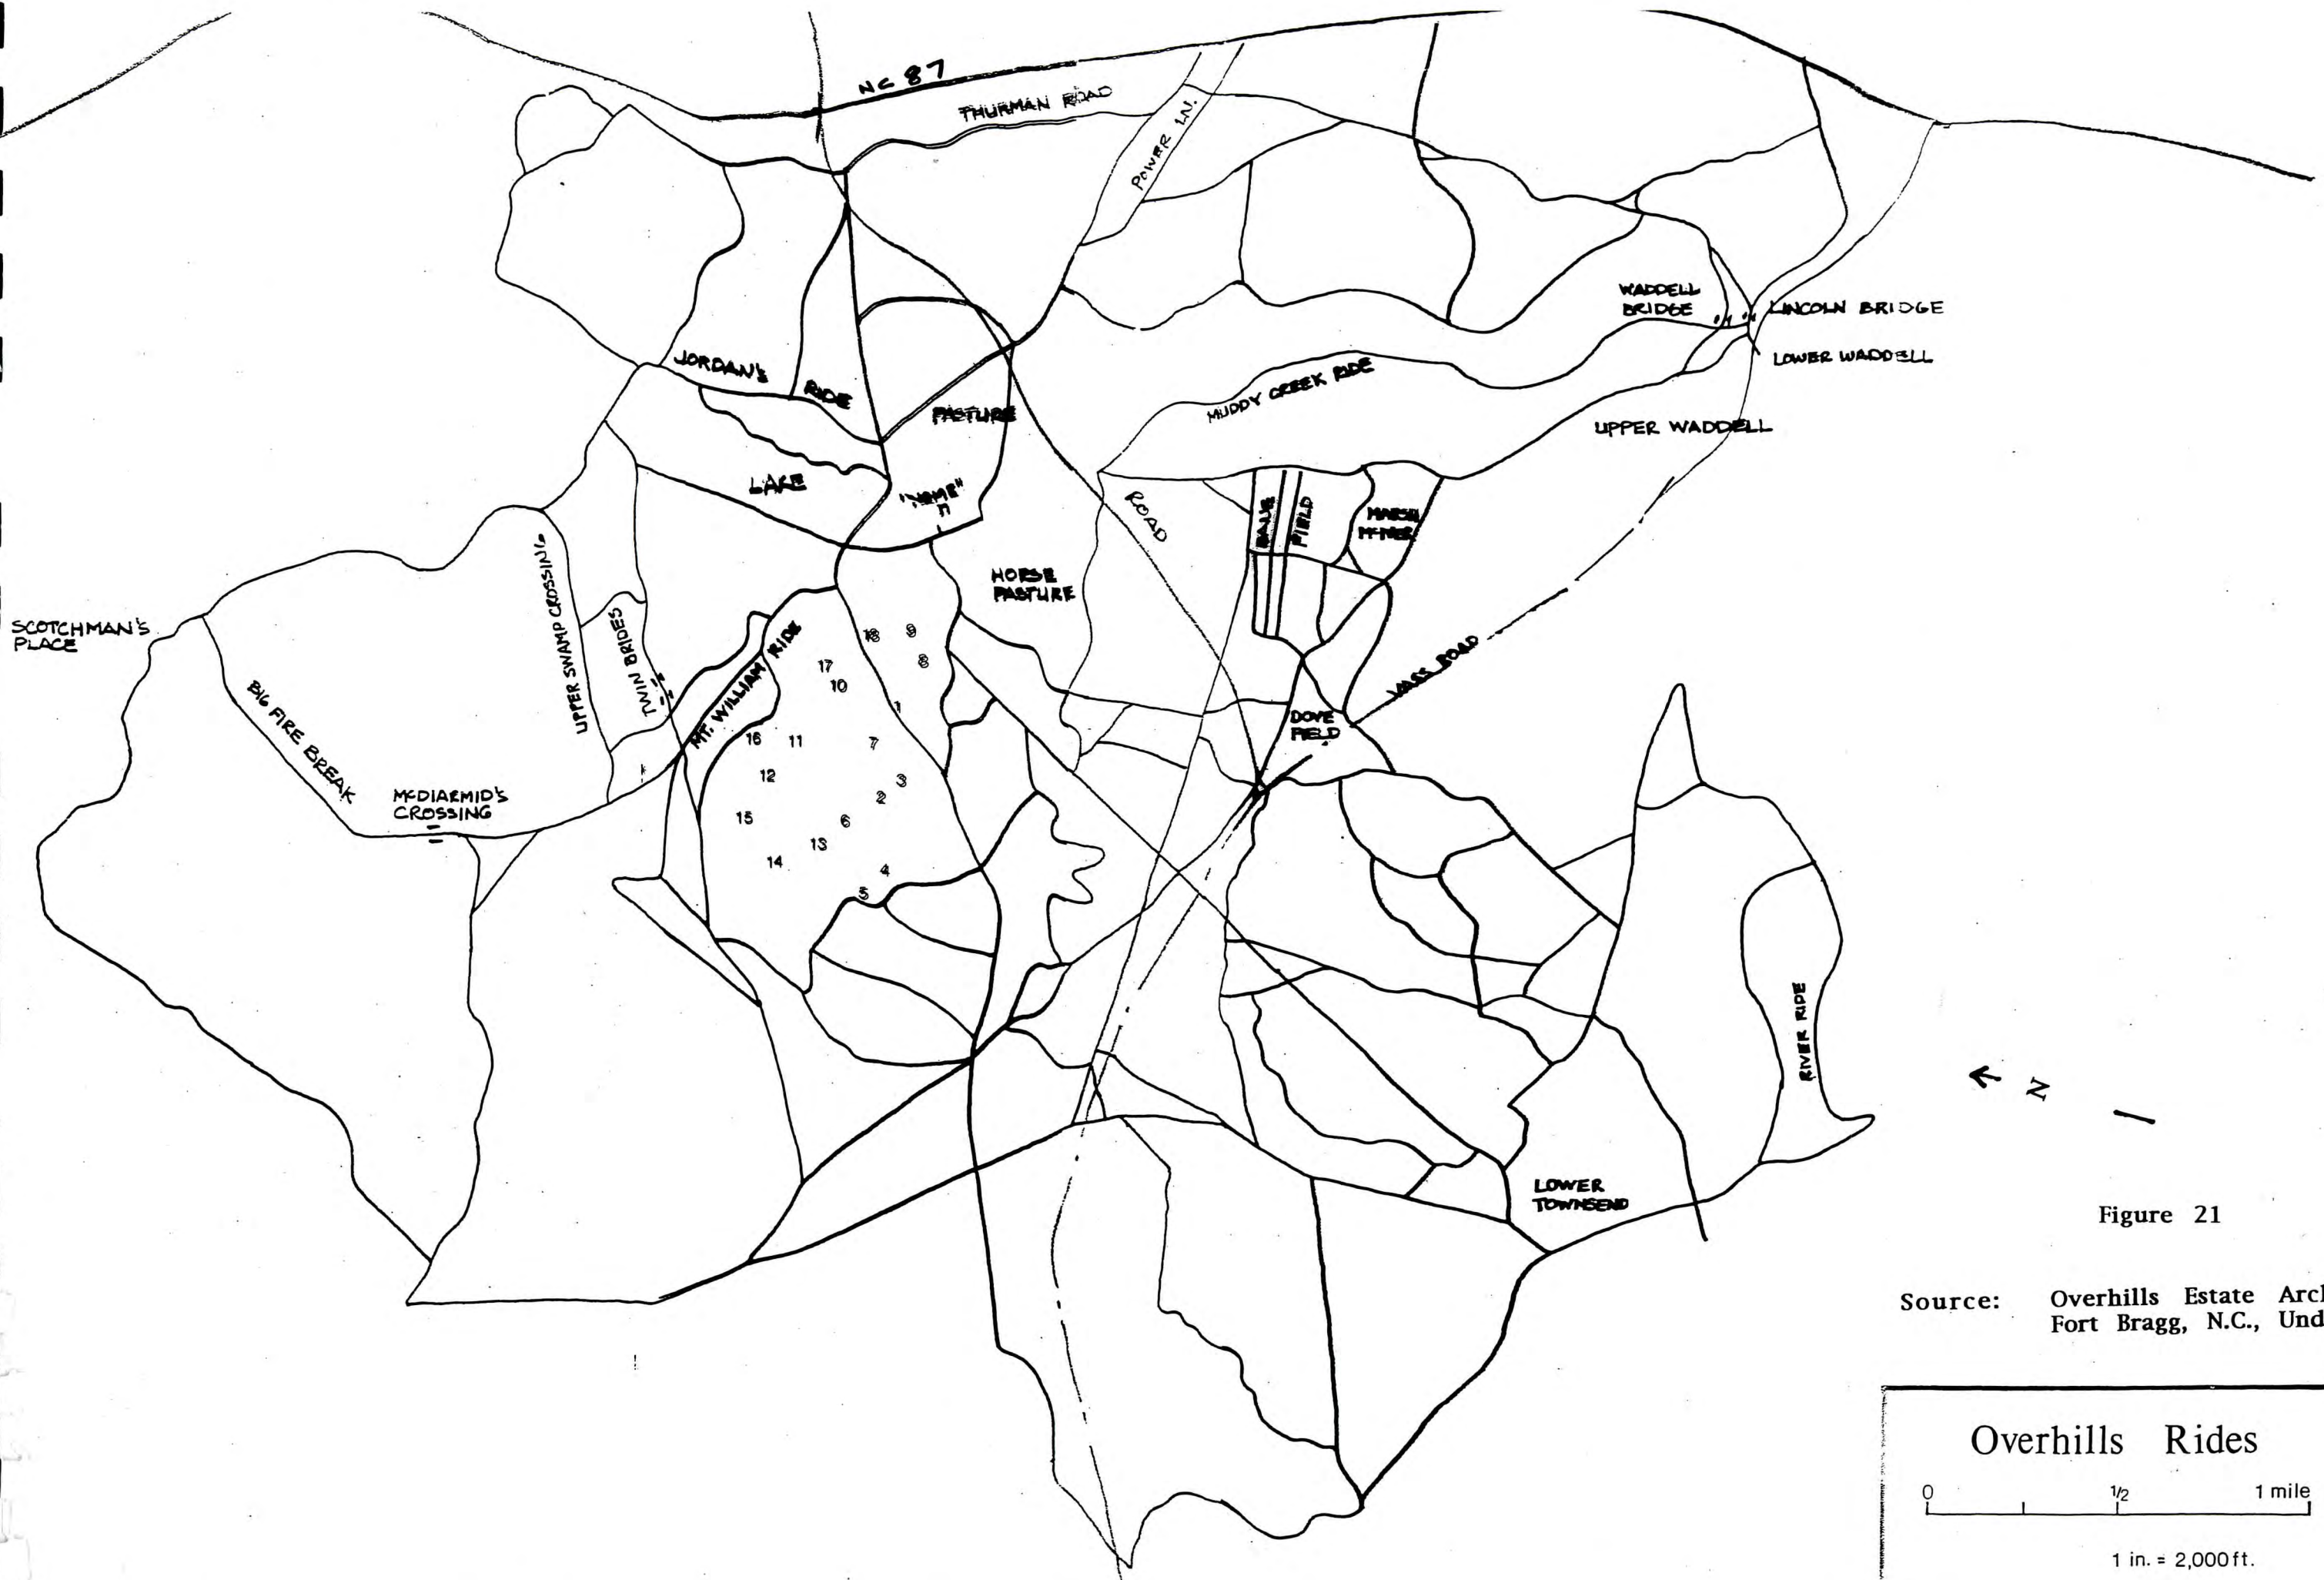 NC 87
THURMAN ROAD
POWER LN.
WADDELL
BRIDGE
LINCOLN BRIDGE
LOWER WADDELL
JORDAN'S
RIDE
PASTURE
MUDDY CREEK RIDE
UPPER WADDELL
LAKE
ROAD
FIELD
HORSE
PASTURE
SCOTCHMAN'S
PLACE
UPPER SWAMP CROSSING
TWIN BRIDES
MT. WILLIAM RIDE
BIG FIRE BREAK
McDIARMID'S
CROSSING
VASS ROAD
DOVE
FIELD
18
9
17
8
10
1
16
11
7
12
3
2
15
6
13
14
4
5
RIVER RIDE
N
LOWER
TOWNSEND
Figure 21
Source: Overhills Estate Arcl
Fort Bragg, N.C., Und
Overhills Rides
0 1/2 1 mile
1 in. = 2,000 ft.